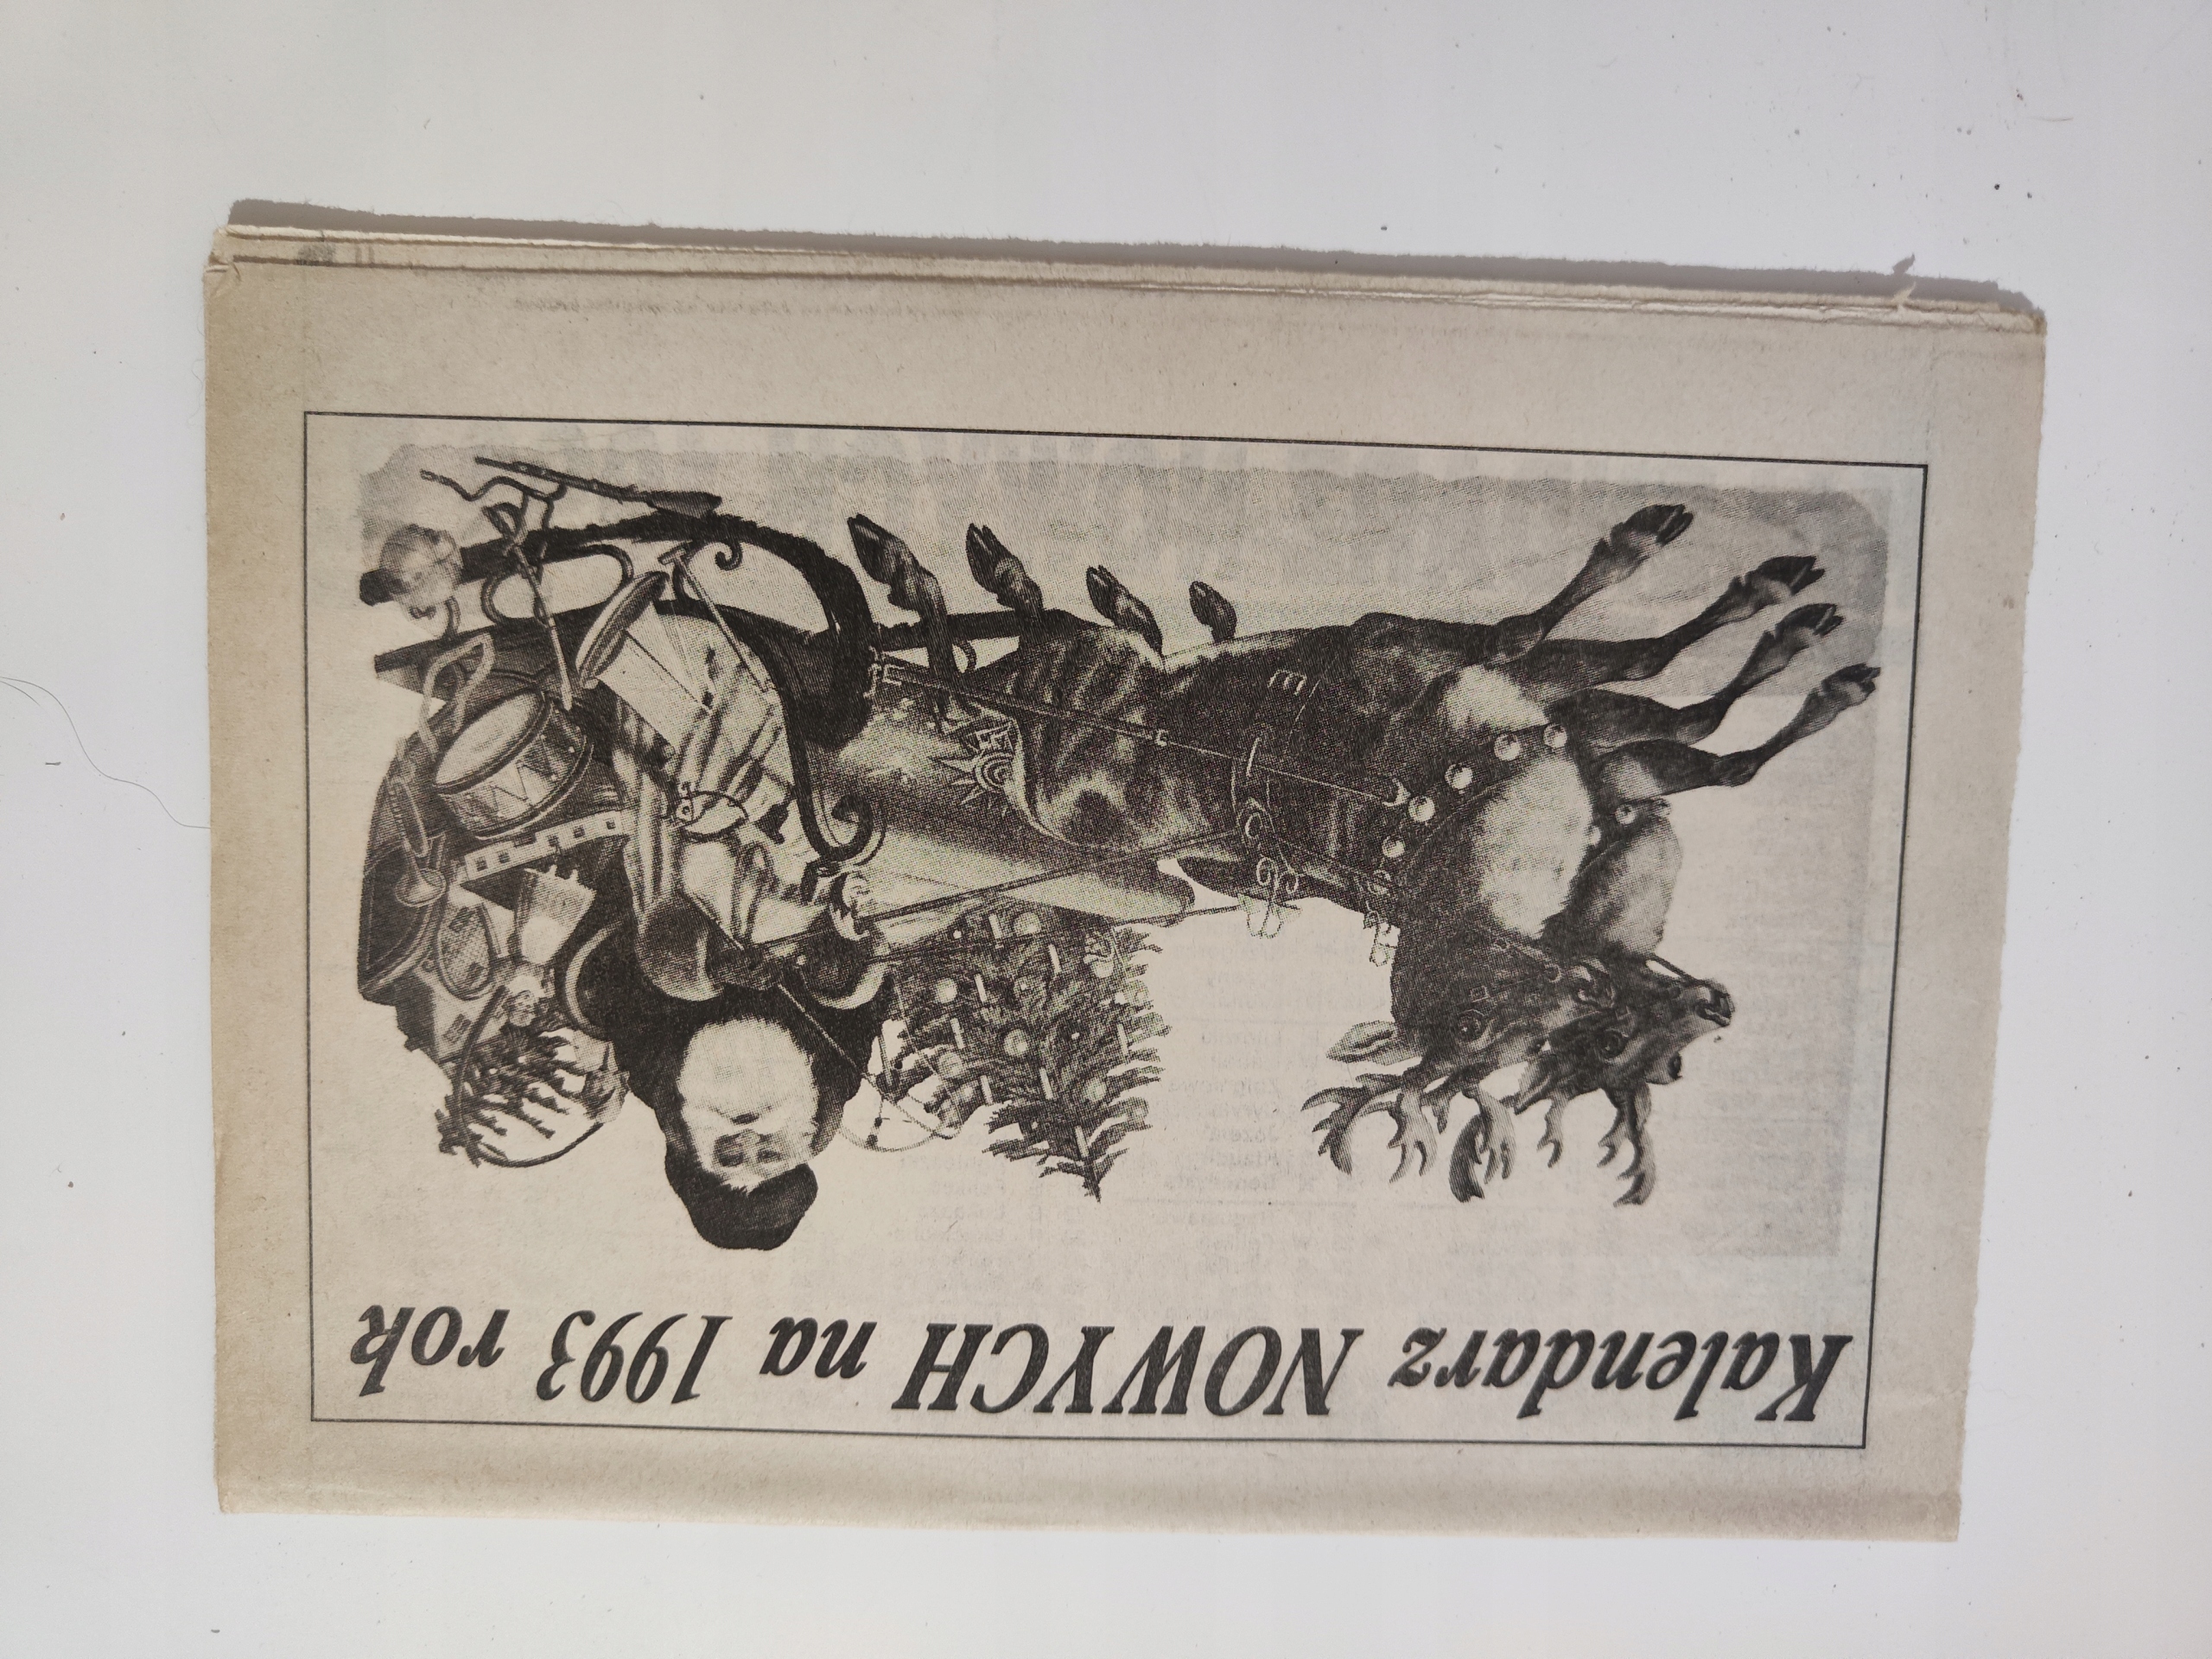 Kalendarz NOWYCH na 1993 rok